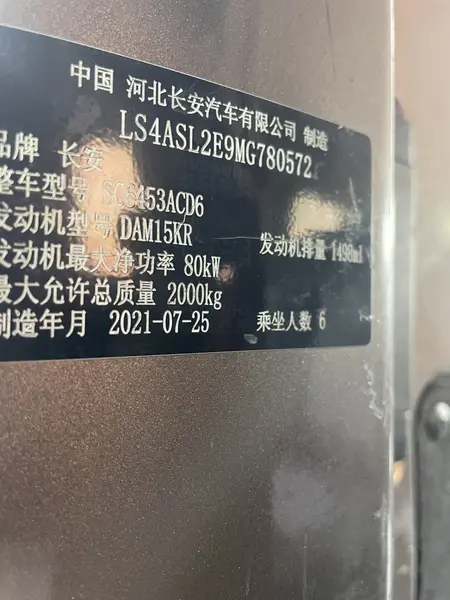 中国 河北长安汽车有限公司 制造
LS4ASL2E9MG780572
品牌 长安
整车型号 SC6453ACD6
发动机型号 DAM15KR 发动机排量 1498ml
发动机最大净功率 80kW
最大允许总质量 2000kg
制造年月 2021-07-25 乘坐人数 6